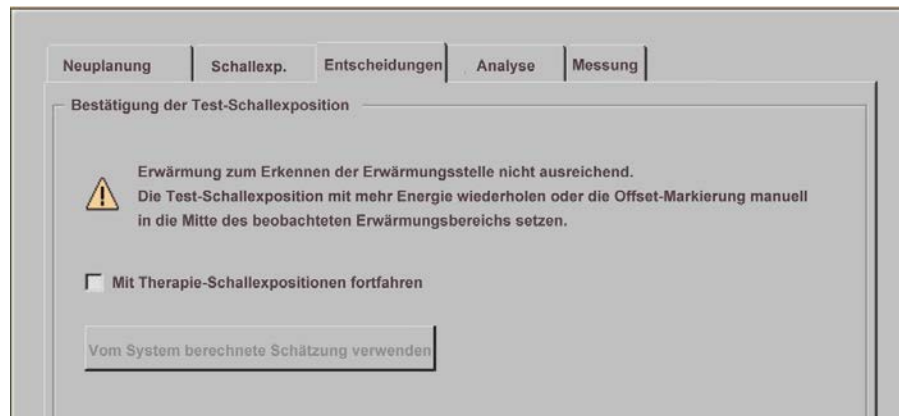 Neuplanung Schallexp. Entscheidungen Analyse Messung
Bestätigung der Test-Schallexposition
Erwärmung zum Erkennen der Erwärmungsstelle nicht ausreichend.
Die Test-Schallexposition mit mehr Energie wiederholen oder die Offset-Markierung manuell
in die Mitte des beobachteten Erwärmungsbereichs setzen.
Mit Therapie-Schallexpositionen fortfahren
Vom System berechnete Schätzung verwenden